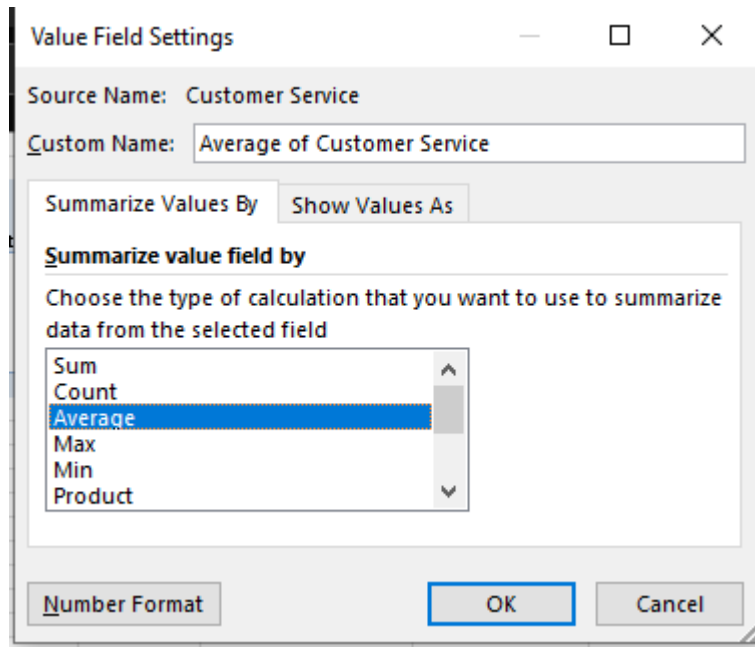 Value Field Settings
Source Name: Customer Service
Custom Name: Average of Customer Service
Summarize Values By Show Values As
Summarize value field by
Choose the type of calculation that you want to use to summarize
data from the selected field
Sum
Count
Average
Max
Min
Product
Number Format OK Cancel